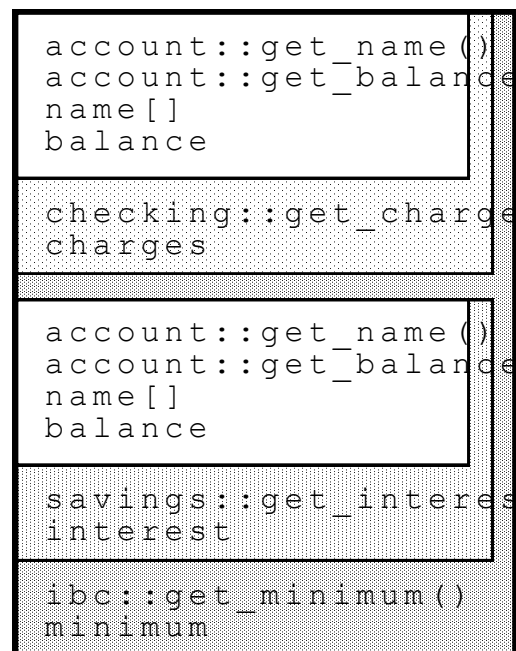 account::get_name()
account::get_balance
name[]
balance
checking::get_charge
charges
account::get_name()
account::get_balance
name[]
balance
savings::get_interes
interest
ibc::get_minimum()
minimum